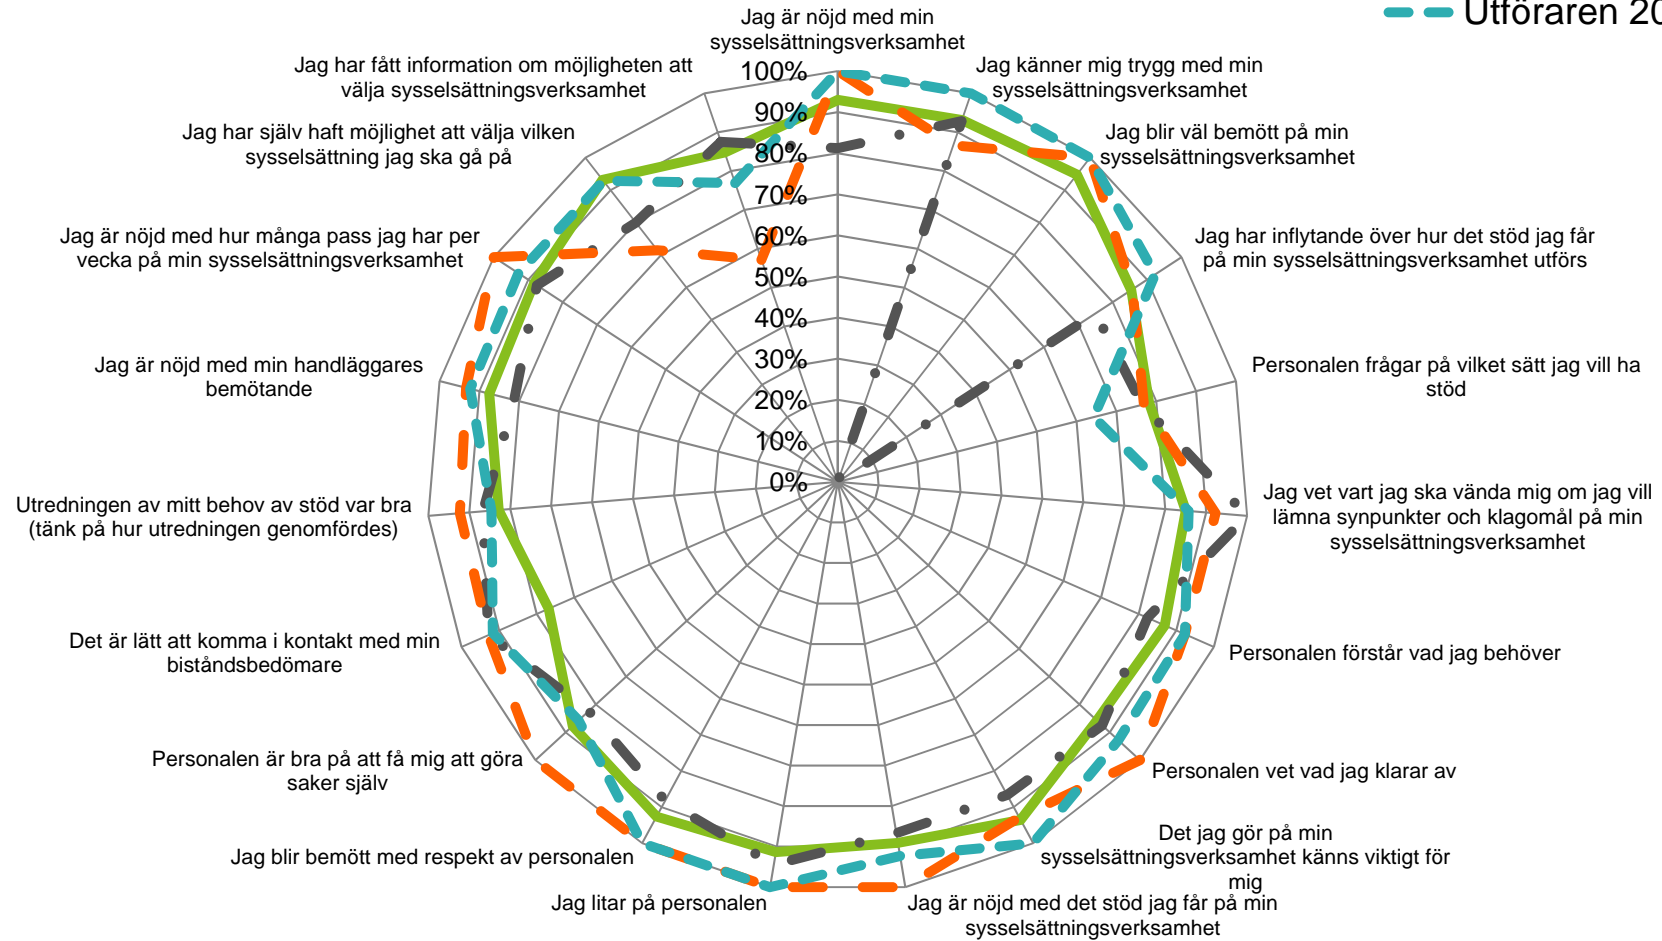 Utföraren 20
Jag är nöjd med min
sysselsättningsverksamhet
Jag känner mig trygg med min
sysselsättningsverksamhet
Jag blir väl bemött på min
sysselsättningsverksamhet
Jag har inflytande över hur det stöd jag får
på min sysselsättningsverksamhet utförs
Personalen frågar på vilket sätt jag vill ha
stöd
Jag vet vart jag ska vända mig om jag vill
lämna synpunkter och klagomål på min
sysselsättningsverksamhet
Personalen förstår vad jag behöver
Personalen vet vad jag klarar av
Det jag gör på min
sysselsättningsverksamhet känns viktigt för
mig
Jag är nöjd med det stöd jag får på min
sysselsättningsverksamhet
Jag litar på personalen
Jag blir bemött med respekt av personalen
Personalen är bra på att få mig att göra
saker själv
Det är lätt att komma i kontakt med min
biståndsbedömare
Utredningen av mitt behov av stöd var bra
(tänk på hur utredningen genomfördes)
Jag är nöjd med min handläggares
bemötande
Jag är nöjd med hur många pass jag har per
vecka på min sysselsättningsverksamhet
Jag har själv haft möjlighet att välja vilken
sysselsättning jag ska gå på
Jag har fått information om möjligheten att
välja sysselsättningsverksamhet
100%
90%
80%
70%
60%
50%
40%
30%
20%
10%
0%